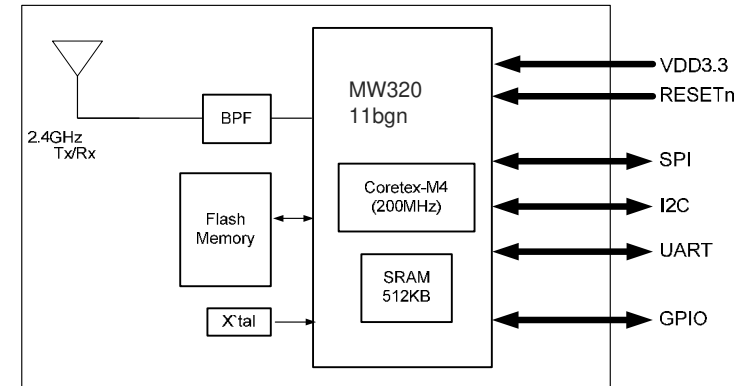 2.4GHz
Tx/Rx
BPF
Flash
Memory
X`tal
MW320
11bgn
Coretex-M4
(200MHz)
SRAM
512KB
VDD3.3
RESETn
SPI
I2C
UART
GPIO